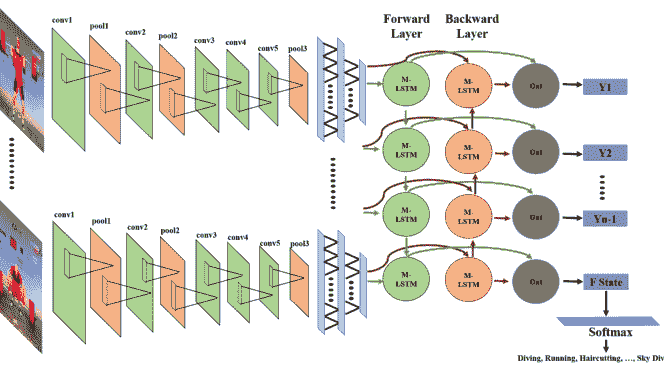 Forward Layer
Backward Layer
conv1
pool1
conv2
pool2
conv3
conv4
conv5
pool3
M-LSTM
M-LSTM
Out
Y1
M-LSTM
M-LSTM
Out
Y2
M-LSTM
M-LSTM
Out
Yn-1
conv1
pool1
conv2
pool2
conv3
conv4
conv5
pool3
M-LSTM
M-LSTM
Out
F State
Softmax
Diving, Running, Haircutting, ..., Sky Div